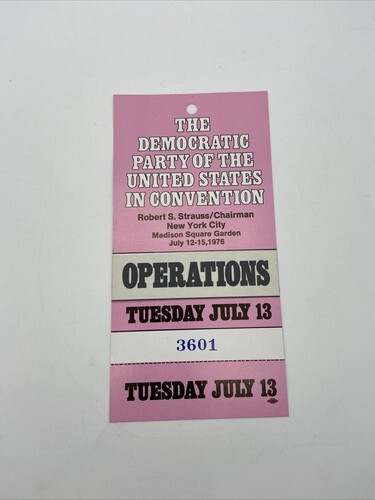 THE
DEMOCRATIC
PARTY OF THE
UNITED STATES
IN CONVENTION
Robert S. Strauss/Chairman
New York City
Madison Square Garden
July 12-15, 1976
OPERATIONS
TUESDAY JULY 13
3601
TUESDAY JULY 13